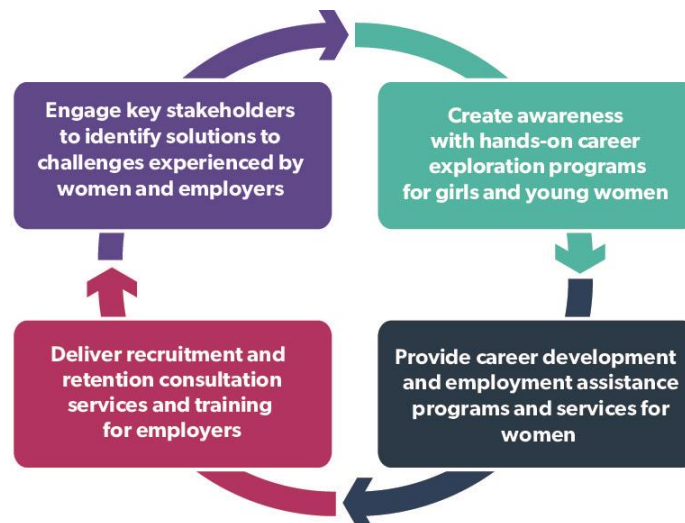 Engage key stakeholders
to identify solutions to
challenges experienced by
women and employers
Create awareness
with hands-on career
exploration programs
for girls and young women
Provide career development
and employment assistance
programs and services for
women
Deliver recruitment and
retention consultation
services and training
for employers